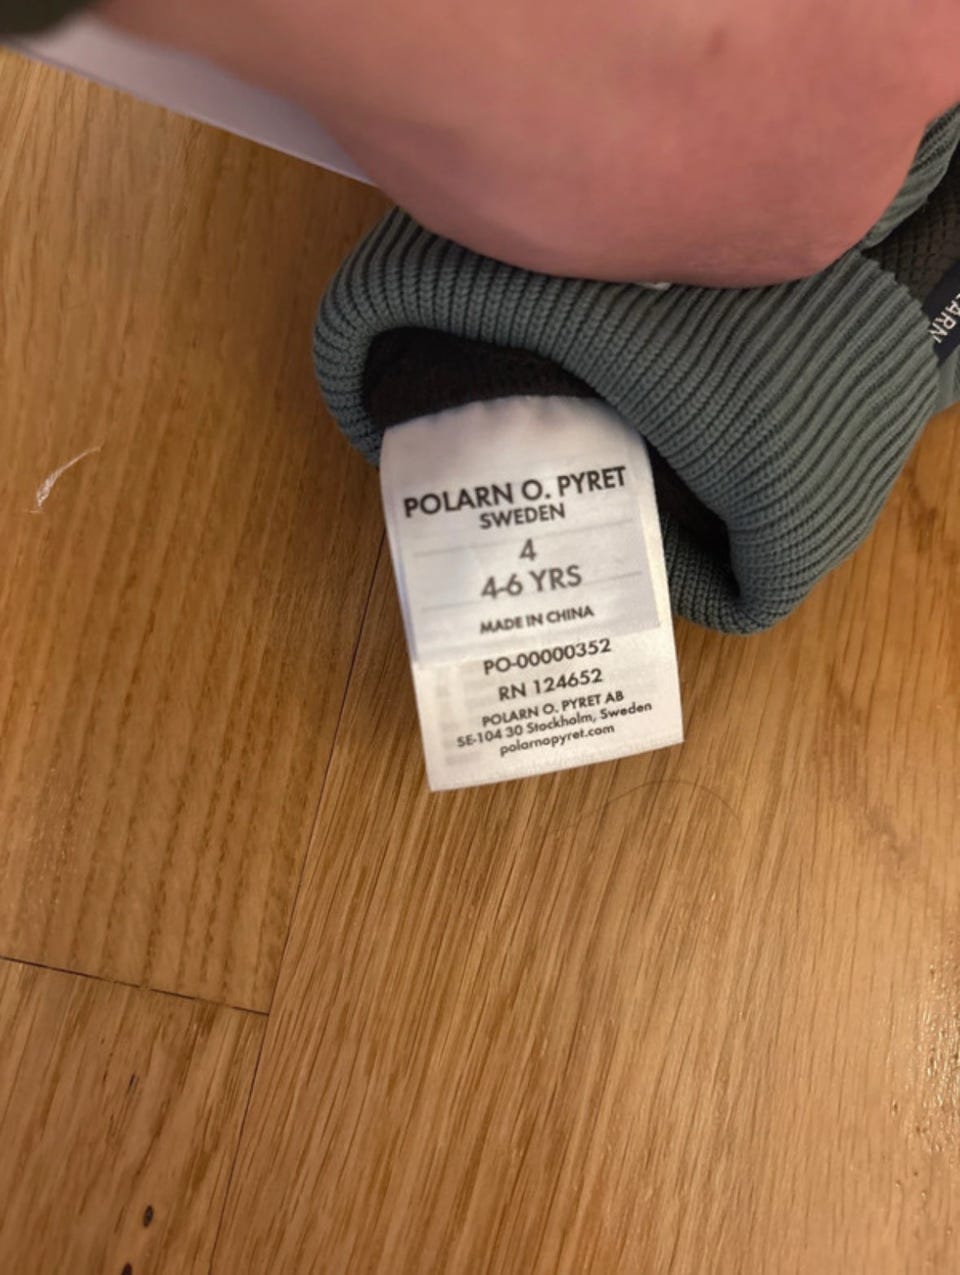 POLARN O. PYRET
SWEDEN
4
4-6 YRS
MADE IN CHINA
PO-00000352
RN 124652
POLARN O. PYRET AB
SE-104 30 Stockholm, Sweden
polarnopyret.com